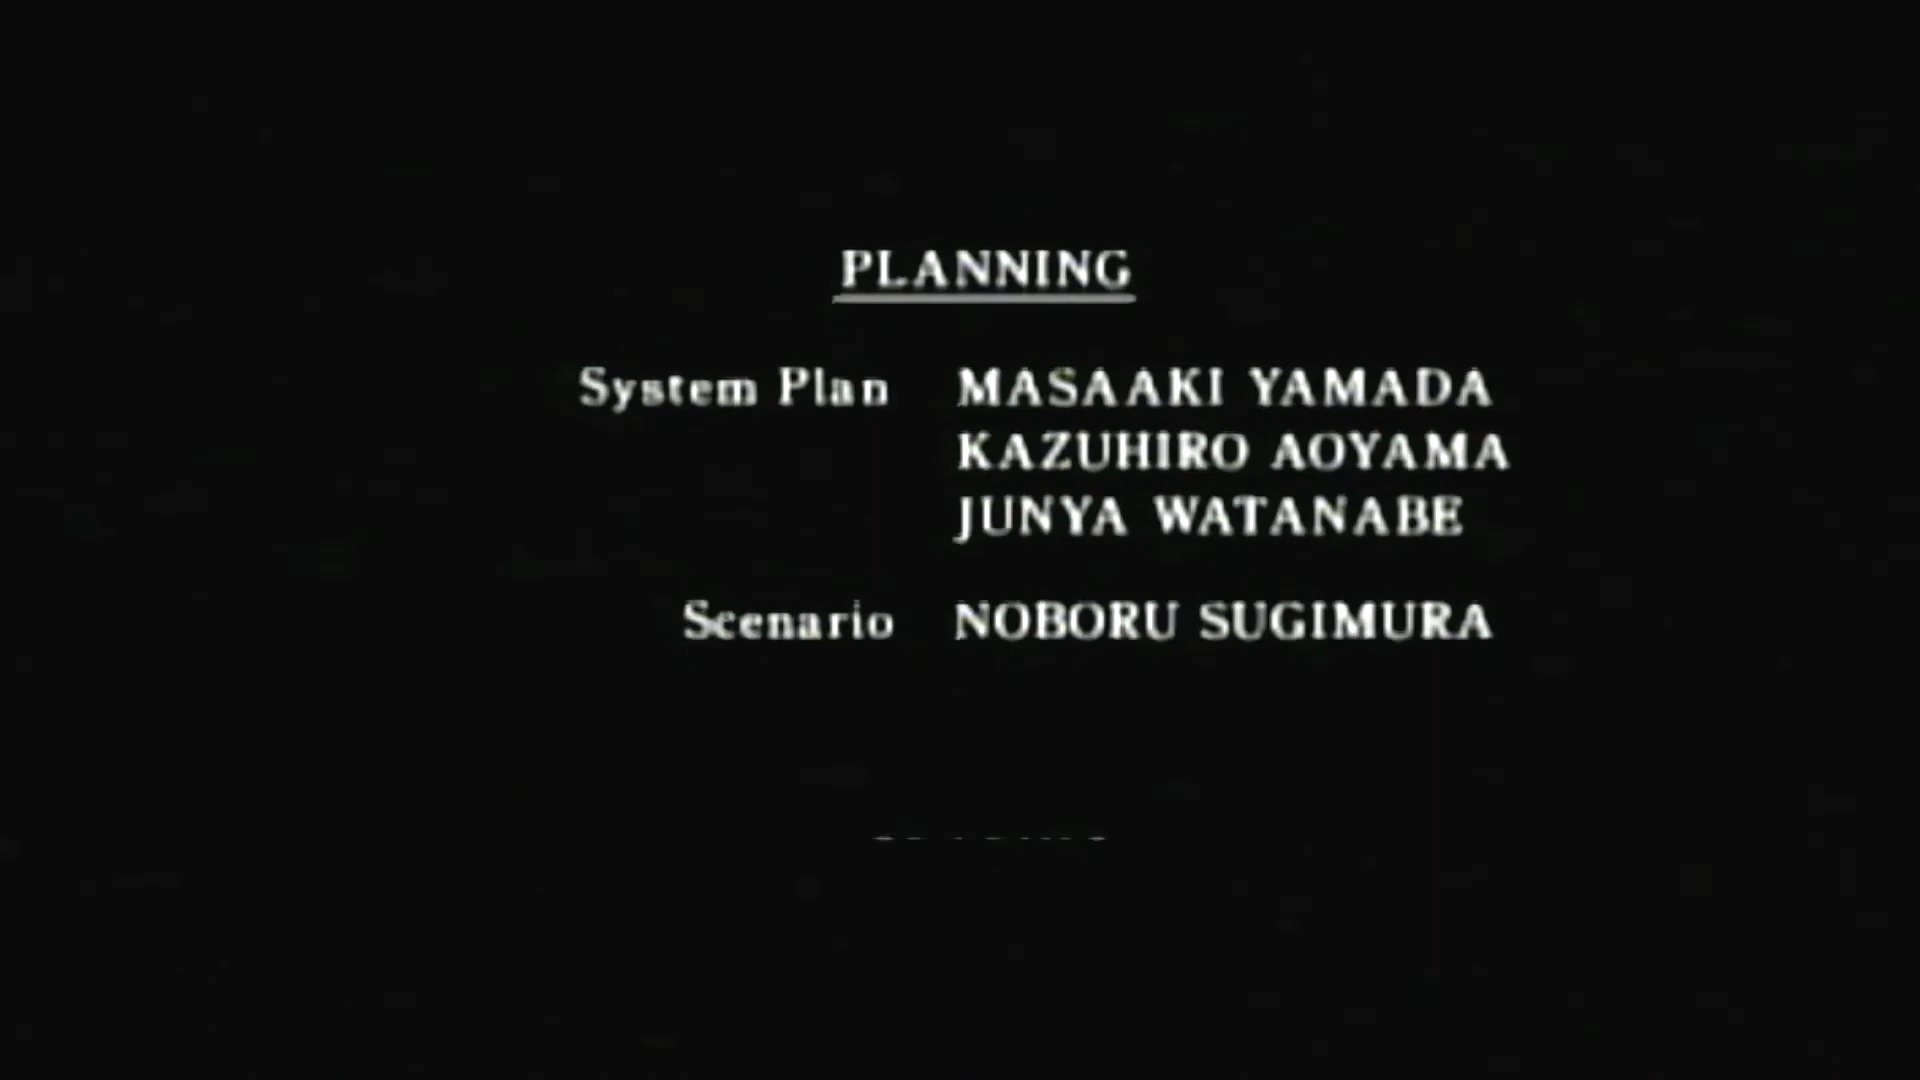 PLANNING
System Plan MASAAKI YAMADA
KAZUHIRO AOYAMA
JUNYA WATANABE
Scenario NOBORU SUGIMURA